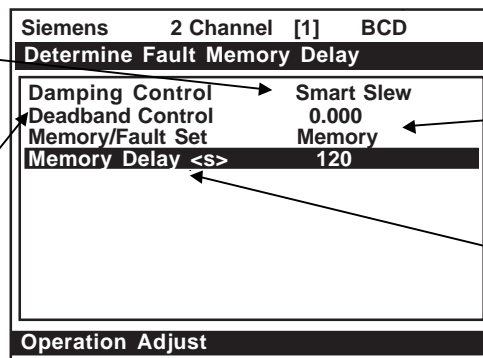 Siemens 2 Channel [1] BCD
Determine Fault Memory Delay
Damping Control Smart Slew
Deadband Control 0.000
Memory/Fault Set Memory
Memory Delay <s> 120
Operation Adjust